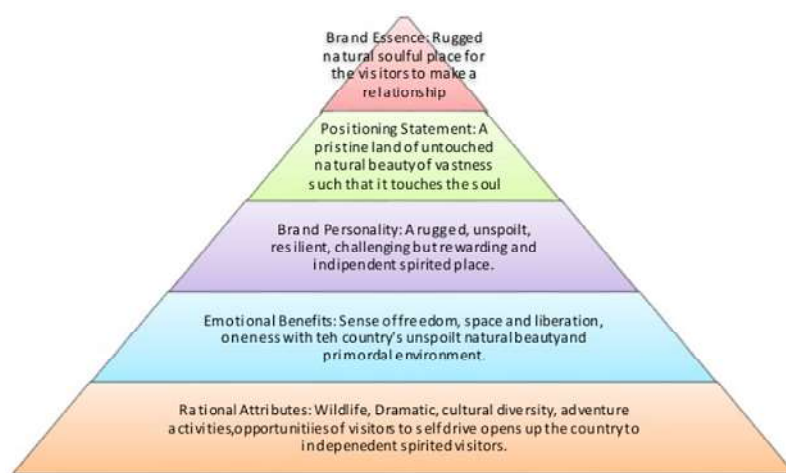 Brand Essence: Rugged
natural soulful place for
the visitors to make a
relationship
Positioning Statement: A
pristine land of untouched
natural beauty of vastness
such that it touches the soul
Brand Personality: A rugged, unspoilt,
resilient, challenging but rewarding and
indipendent spirited place.
Emotional Benefits: Sense of freedom, space and liberation,
oneness with teh country's unspoilt natural beauty and
primordal environment.
Rational Attributes: Wildlife, Dramatic, cultural diversity, adventure
activities,opportunitiies of visitors to self drive opens up the country to
indepenedent spirited visitors.